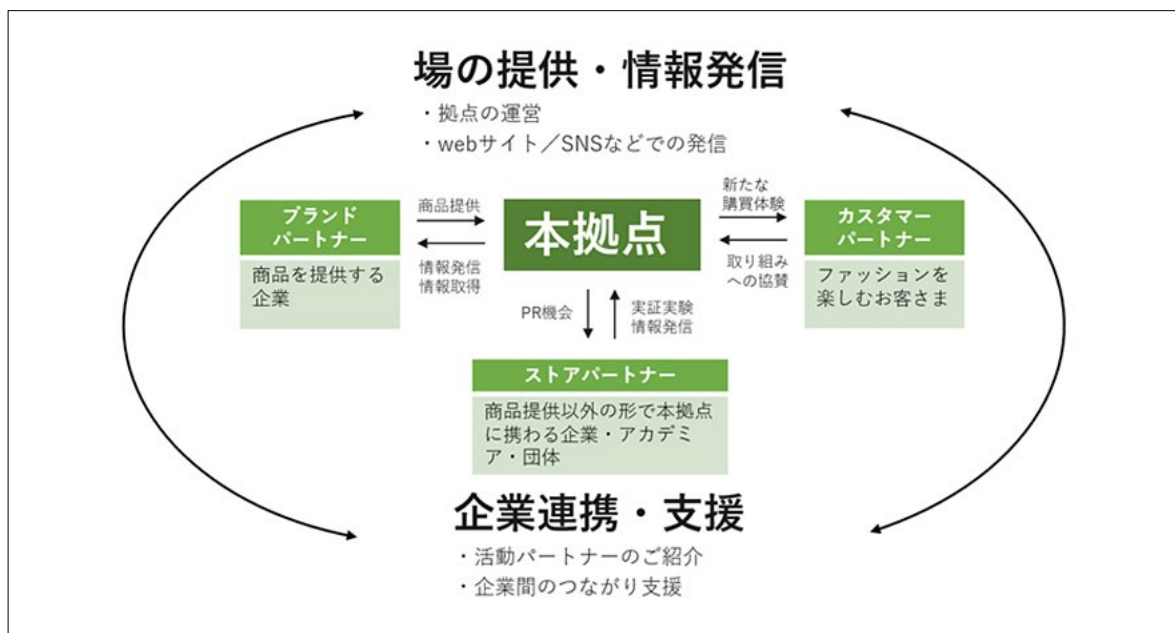 場の提供・情報発信
・拠点の運営
・webサイト／SNSなどでの発信
ブランド
パートナー
商品を提供する
企業
商品提供
情報発信
情報取得
本拠点
新たな
購買体験
取り組み
への協賛
カスタマー
パートナー
ファッションを
楽しむお客さま
PR機会
実証実験
情報発信
ストアパートナー
商品提供以外の形で本拠点
に携わる企業・アカデミ
ア・団体
企業連携・支援
・活動パートナーのご紹介
・企業間のつながり支援